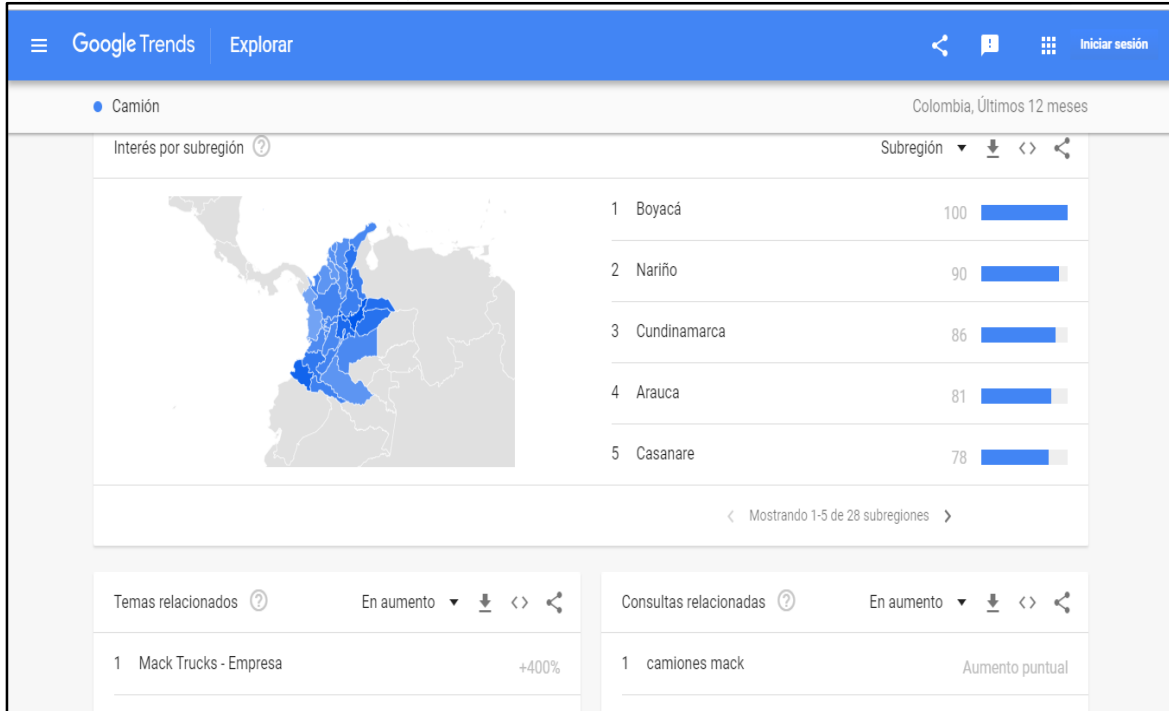 Google Trends Explorar Iniciar sesión
Camión Colombia, Últimos 12 meses
Interés por subregión ? Subregión
1 Boyacá 100
2 Nariño 90
3 Cundinamarca 86
4 Arauca 81
5 Casanare 78
Mostrando 1-5 de 28 subregiones
Temas relacionados ? En aumento
1 Mack Trucks - Empresa +400%
Consultas relacionadas ? En aumento
1 camiones mack Aumento puntual